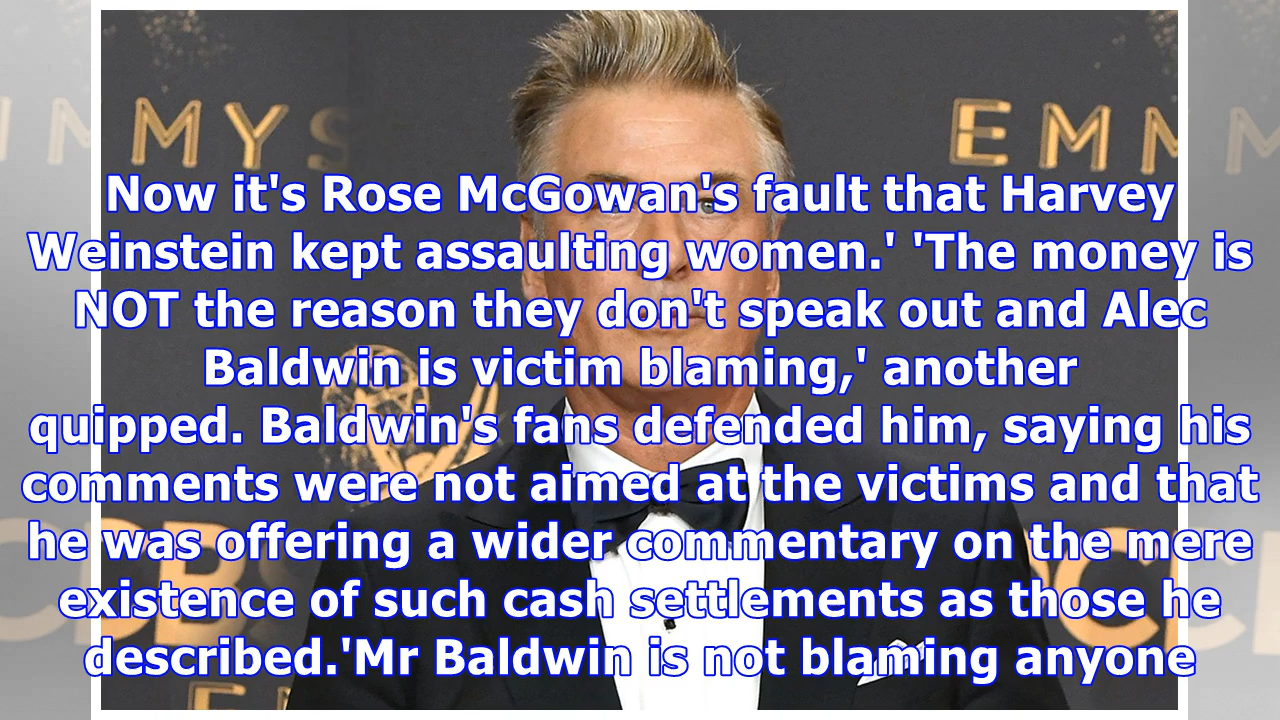 EMMYS
EMM
Now it's Rose McGowan's fault that Harvey
Weinstein kept assaulting women.' 'The money is
NOT the reason they don't speak out and Alec
Baldwin is victim blaming,' another
quipped. Baldwin's fans defended him, saying his
comments were not aimed at the victims and that
he was offering a wider commentary on the mere
existence of such cash settlements as those he
described.'Mr Baldwin is not blaming anyone